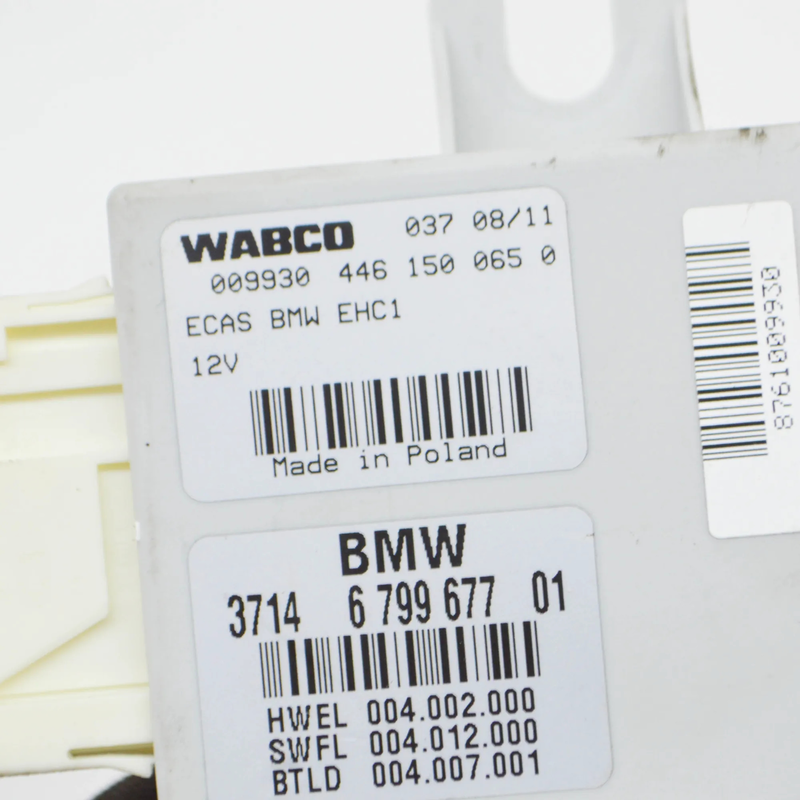 WABCO 037 08/11
009930 446 150 065 0
ECAS BMW EHC1
12V
Made in Poland
8761009930
BMW
3714 6 799 677 01
HWEL 004.002.000
SWFL 004.012.000
BTLD 004.007.001